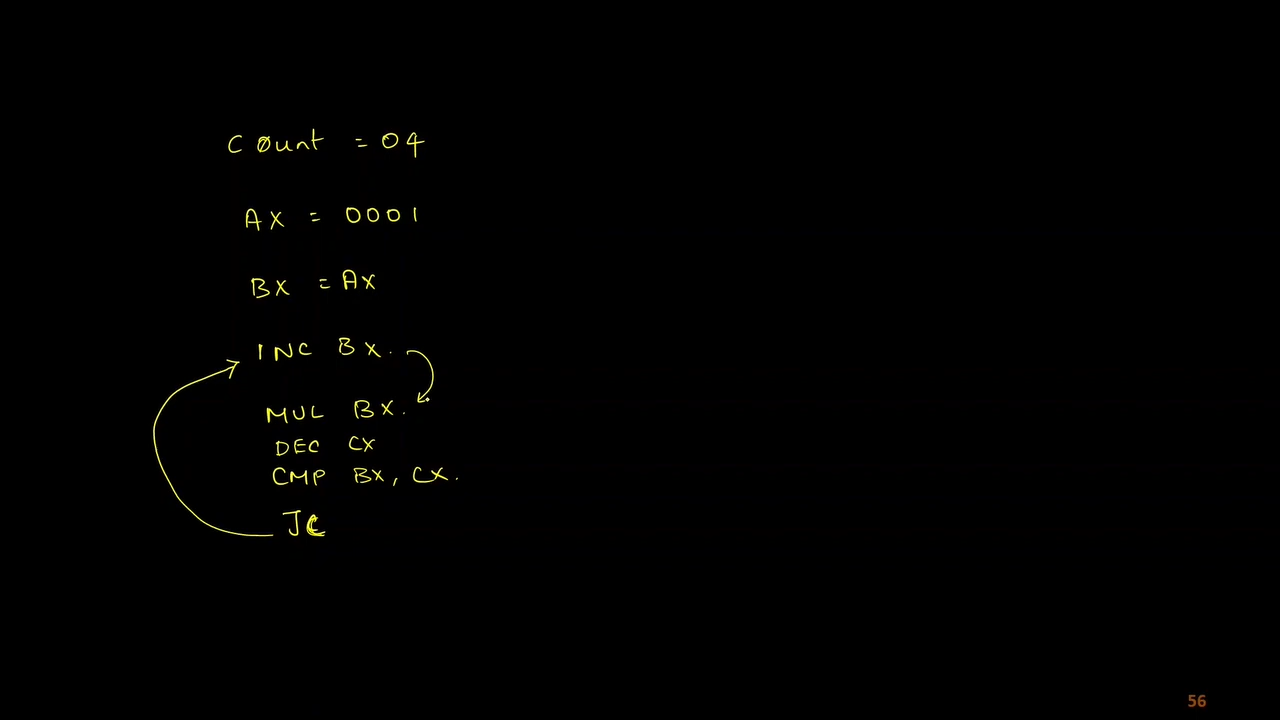 Count = 04
AX = 0001
BX = AX
INC BX.
MUL BX.
DEC CX
CMP BX, CX.
JC
56